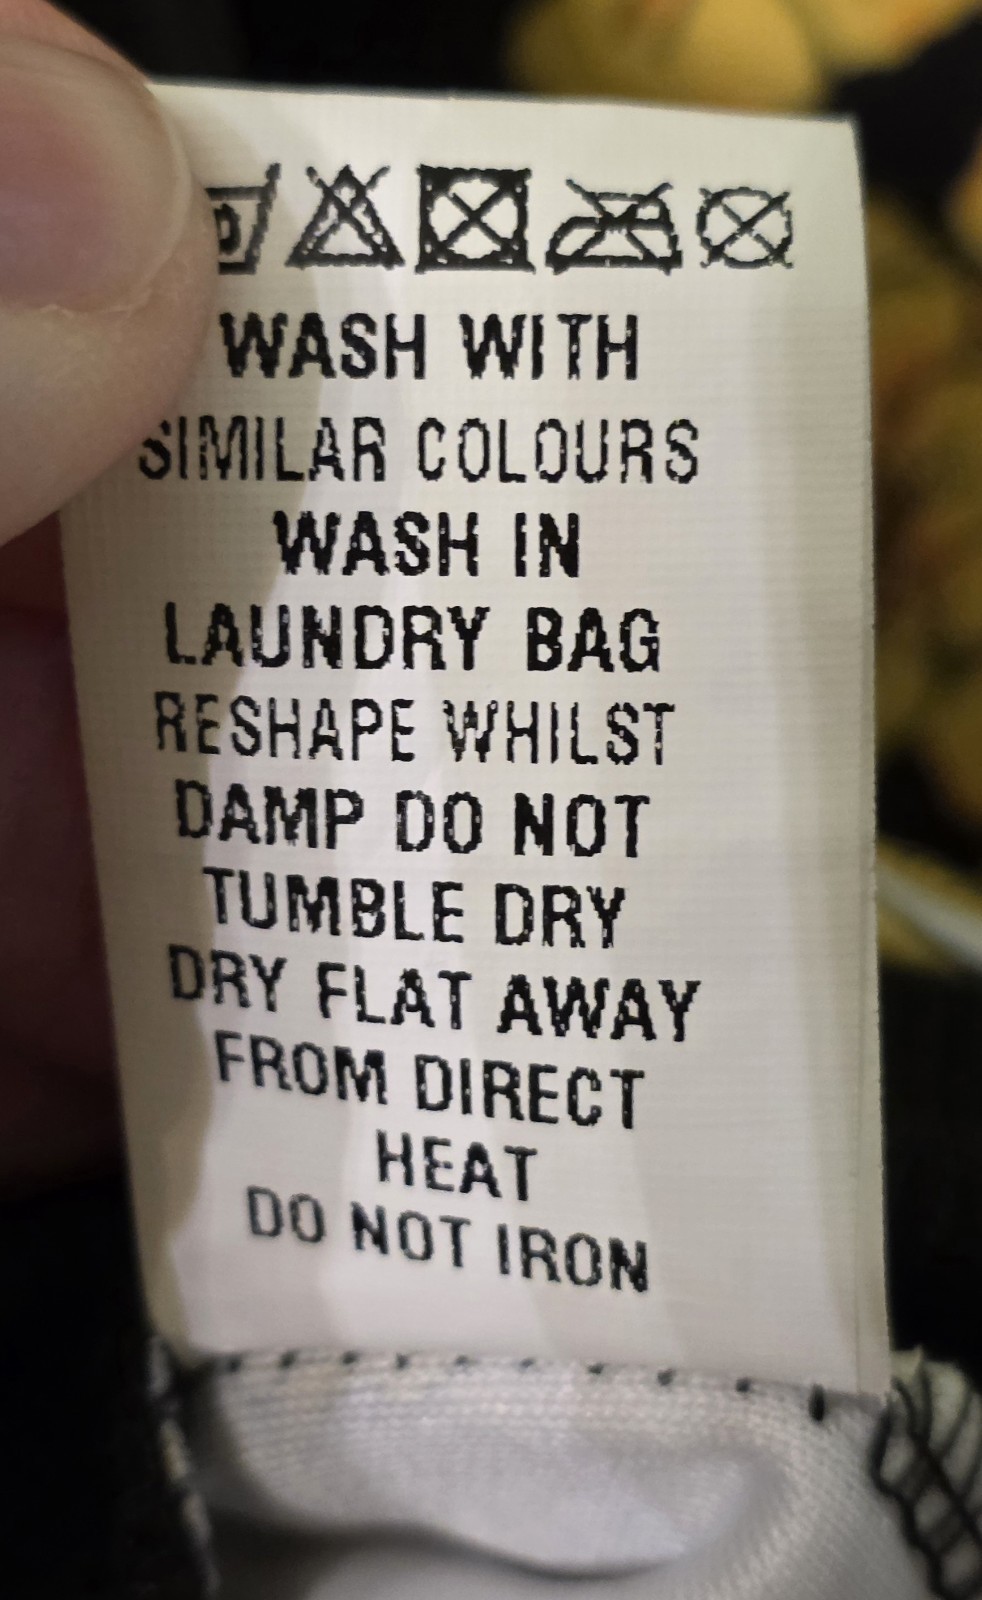 WASH WITH
SIMILAR COLOURS
WASH IN
LAUNDRY BAG
RESHAPE WHILST
DAMP DO NOT
TUMBLE DRY
DRY FLAT AWAY
FROM DIRECT
HEAT
DO NOT IRON